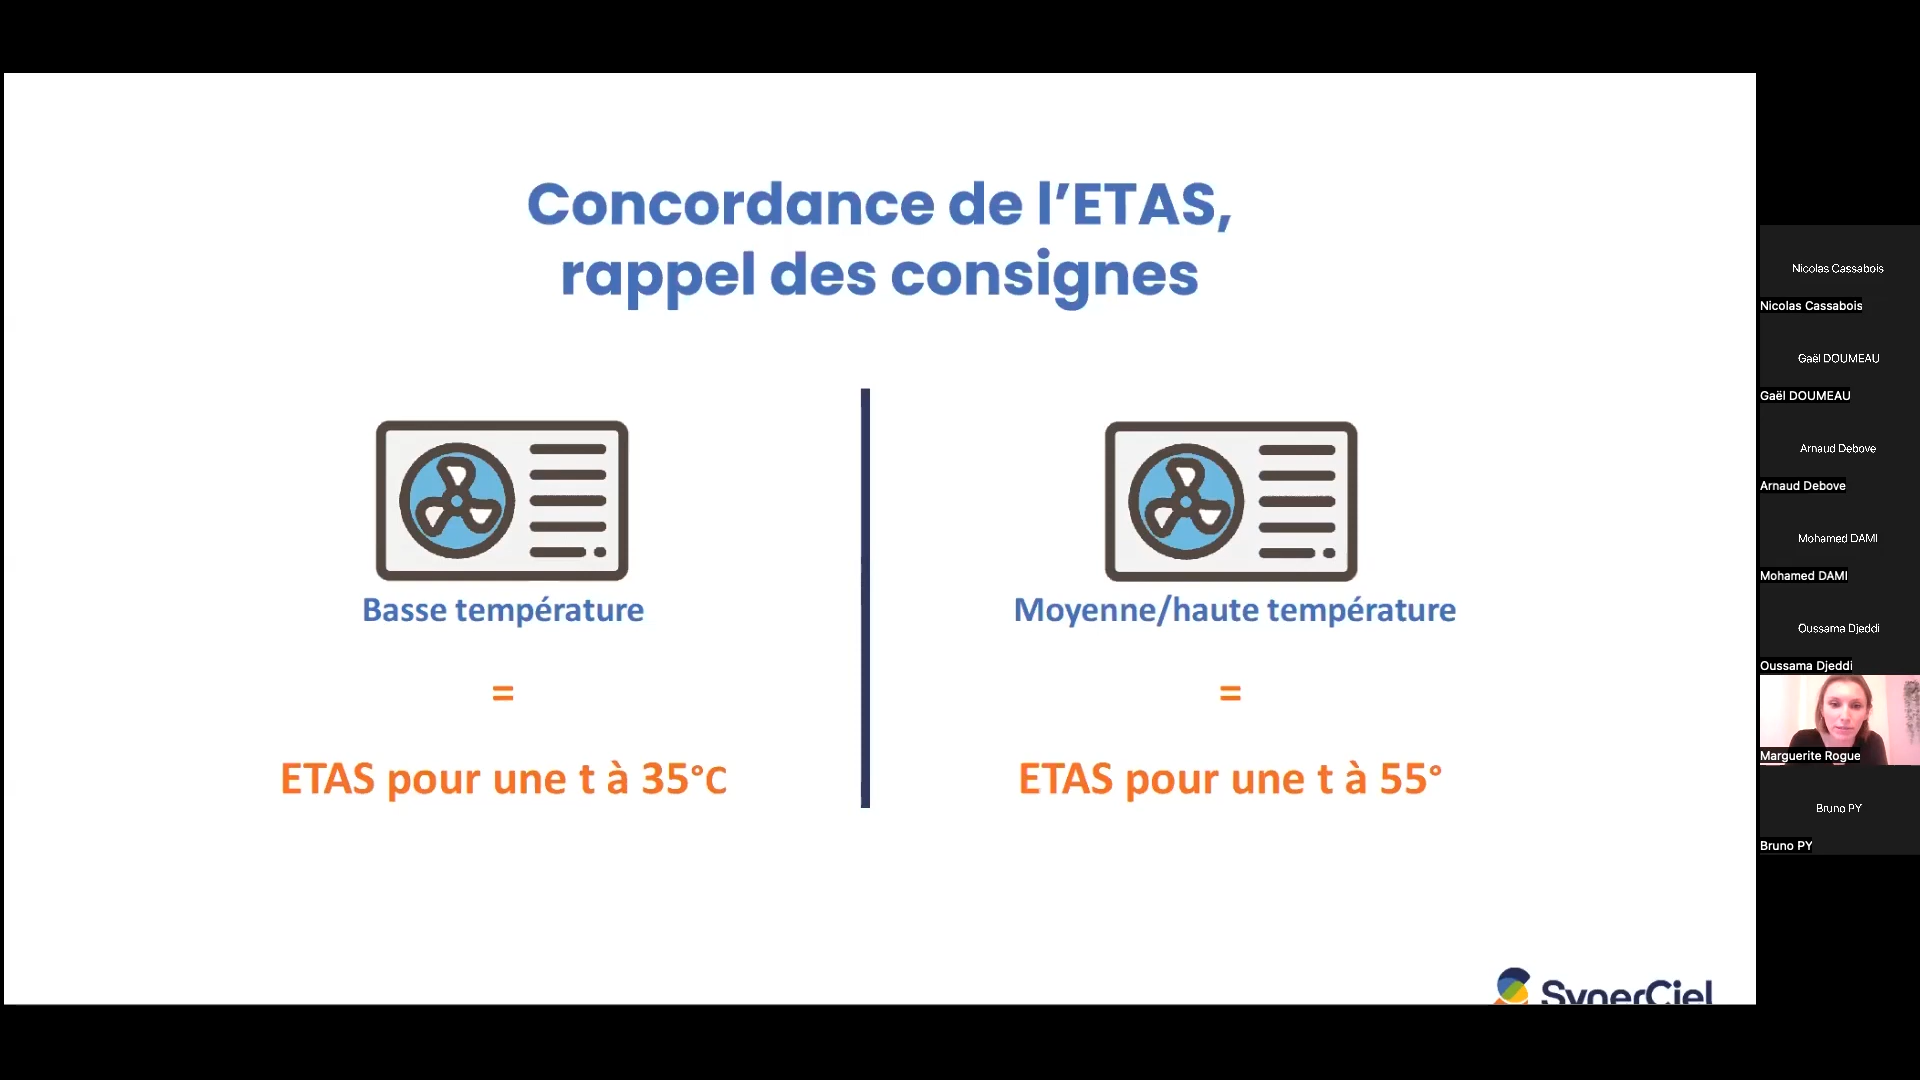 Concordance de l’ETAS,
rappel des consignes
Basse température
=
ETAS pour une t à 35°C
Moyenne/haute température
=
ETAS pour une t à 55°
SynerCiel
Nicolas Cassabois
Nicolas Cassabois
Gaël DOUMEAU
Gaël DOUMEAU
Arnaud Debove
Arnaud Debove
Mohamed DAMI
Mohamed DAMI
Oussama Djeddi
Oussama Djeddi
Marguerite Rogue
Bruno PY
Bruno PY